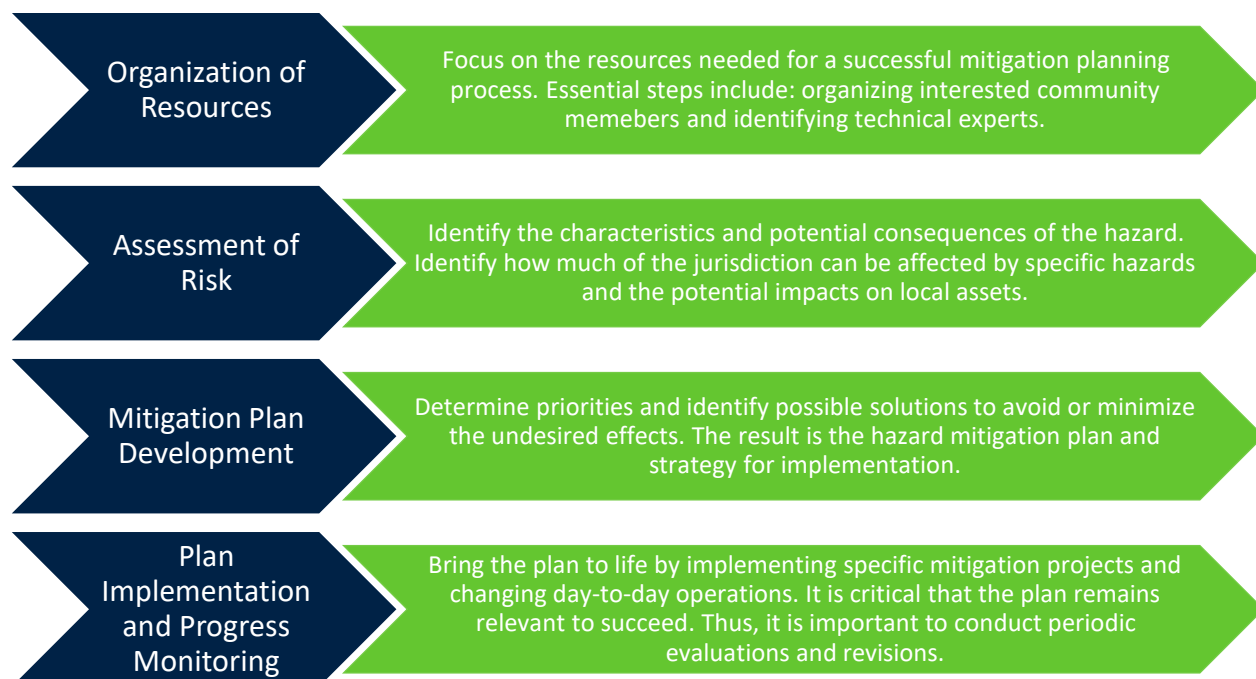 Organization of
Resources
Focus on the resources needed for a successful mitigation planning
process. Essential steps include: organizing interested community
memebers and identifying technical experts.
Assessment of
Risk
Identify the characteristics and potential consequences of the hazard.
Identify how much of the jurisdiction can be affected by specific hazards
and the potential impacts on local assets.
Mitigation Plan
Development
Determine priorities and identify possible solutions to avoid or minimize
the undesired effects. The result is the hazard mitigation plan and
strategy for implementation.
Plan
Implementation
and Progress
Monitoring
Bring the plan to life by implementing specific mitigation projects and
changing day-to-day operations. It is critical that the plan remains
relevant to succeed. Thus, it is important to conduct periodic
evaluations and revisions.